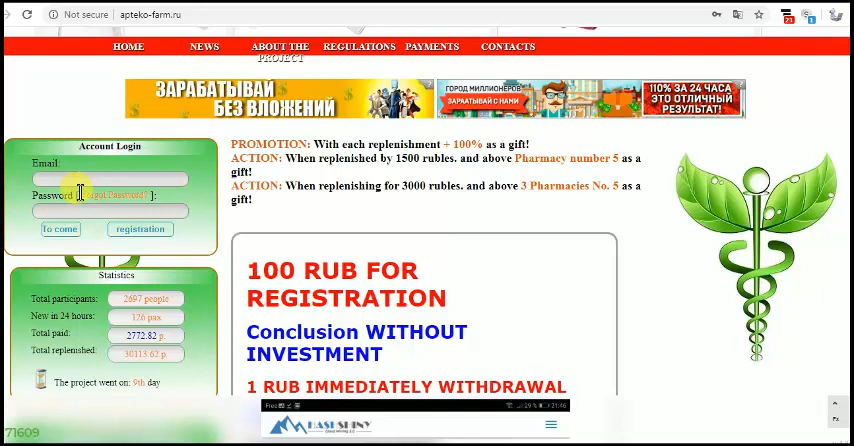 Not secure | apteko-farm.ru
23
HOME NEWS ABOUT THE PROJECT REGULATIONS PAYMENTS CONTACTS
ЗАРАБАТЫВАЙ БЕЗ ВЛОЖЕНИЙ
ГОРОД МИЛЛИОНЕРОВ
ЗАРАБАТЫВАЙ С НАМИ
110% ЗА 24 ЧАСА
ЭТО ОТЛИЧНЫЙ
РЕЗУЛЬТАТ!
Account Login
Email:
Password [Forgot Password? ]:
To come registration
Statistics
Total participants: 2697 people
New in 24 hours: 126 pax
Total paid: 2772.82 p.
Total replenished: 30113.62 p
The project went on: 9th day
PROMOTION: With each replenishment + 100% as a gift!
ACTION: When replenished by 1500 rubles. and above Pharmacy number 5 as a
gift!
ACTION: When replenishing for 3000 rubles. and above 3 Pharmacies No. 5 as a
gift!
100 RUB FOR
REGISTRATION
Conclusion WITHOUT
INVESTMENT
1 RUB IMMEDIATELY WITHDRAWAL
29 % 21:46
HASHSHINY
71609